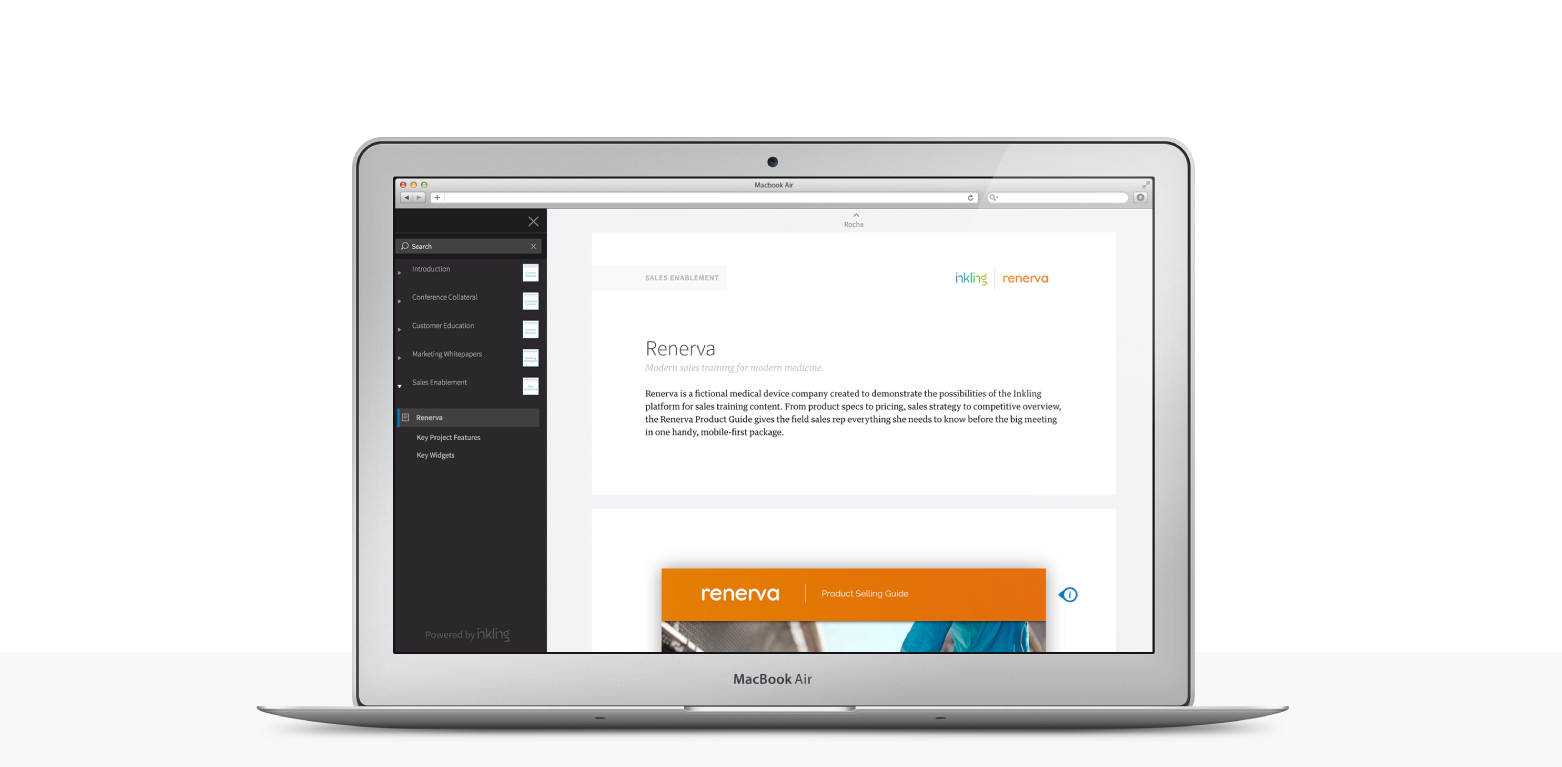 Macbook Air
Roche
Search
Introduction
Conference Collateral
Customer Education
Marketing Whitepapers
Sales Enablement
Renerva
Key Project Features
Key Widgets
Powered by inkling
SALES ENABLEMENT
inkling renerva
Renerva
Modern sales training for modern medicine.
Renerva is a fictional medical device company created to demonstrate the possibilities of the Inkling
platform for sales training content. From product specs to pricing, sales strategy to competitive overview,
the Renerva Product Guide gives the field sales rep everything she needs to know before the big meeting
in one handy, mobile-first package.
renerva Product Selling Guide
i
MacBook Air